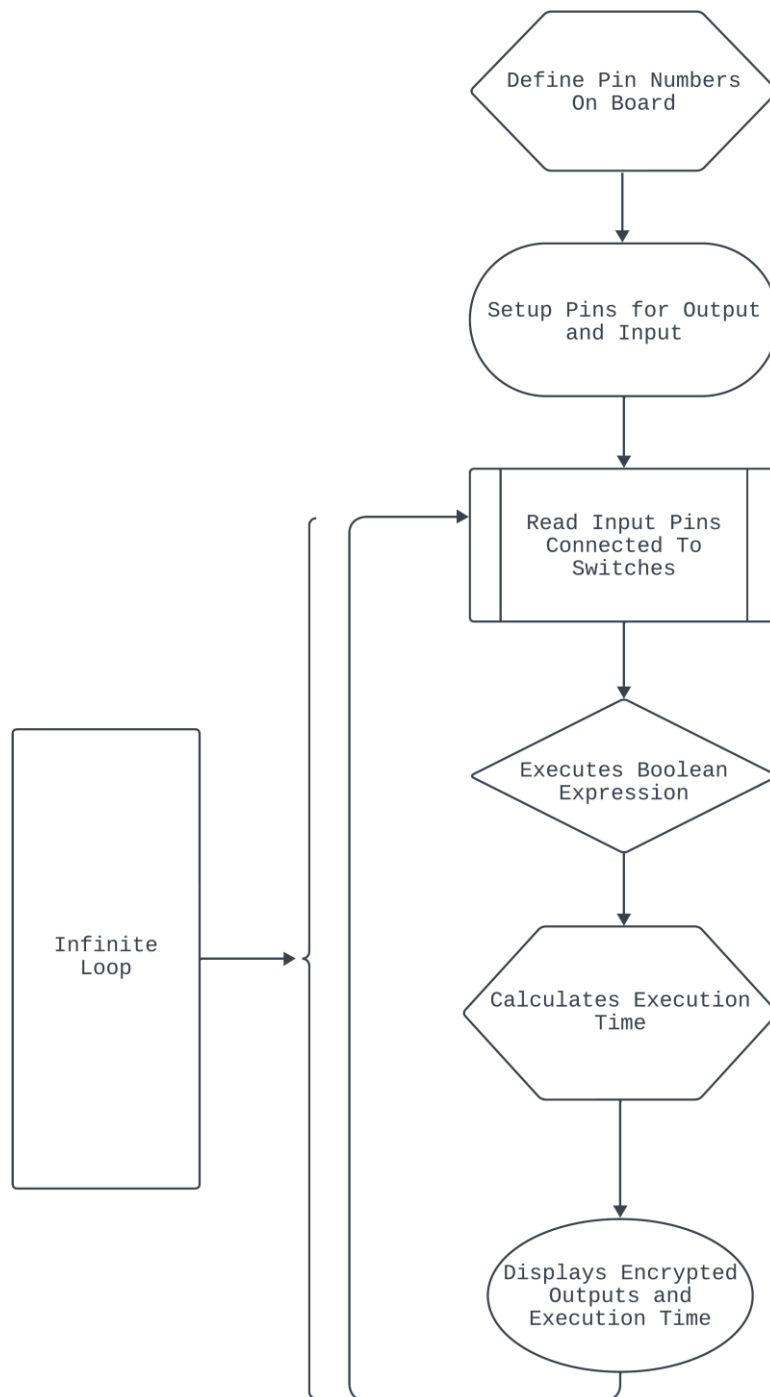 Define Pin Numbers
On Board
Setup Pins for Output
and Input
Read Input Pins
Connected To
Switches
Executes Boolean
Expression
Infinite
Loop
Calculates Execution
Time
Displays Encrypted
Outputs and
Execution Time